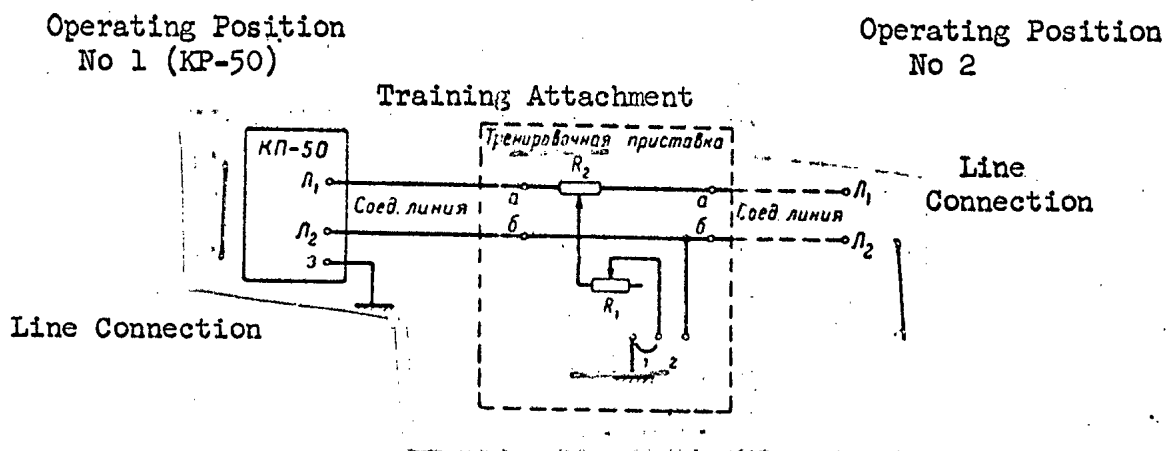 Operating Position
No 1 (KP-50)
Operating Position
No 2
Training Attachment
Тренировочная приставка
КП-50
R₂
Л₁
а
а
Л₁
Line
Connection
Соед. линия
Соед. линия
Л₂
б
б
Л₂
З
R₁
Line Connection
1
2